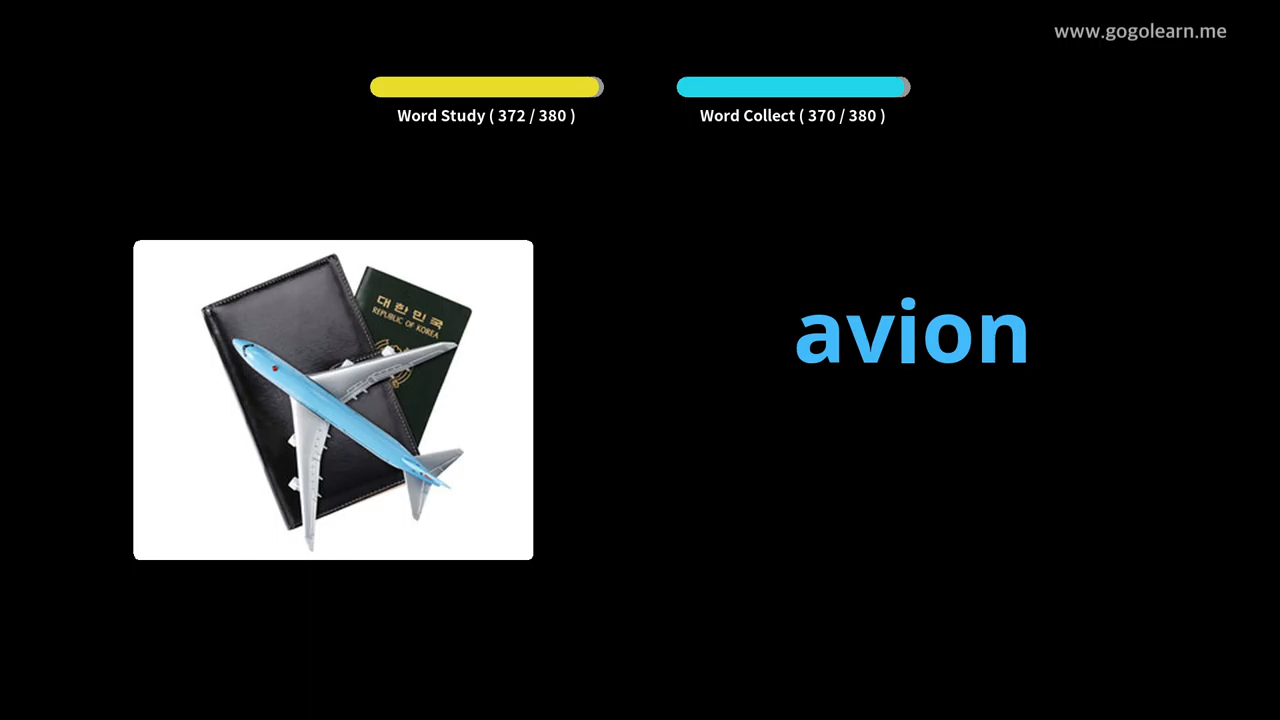 www.gogolearn.me
Word Study ( 372 / 380 )
Word Collect ( 370 / 380 )
대한민국
REPUBLIC OF KOREA
avion